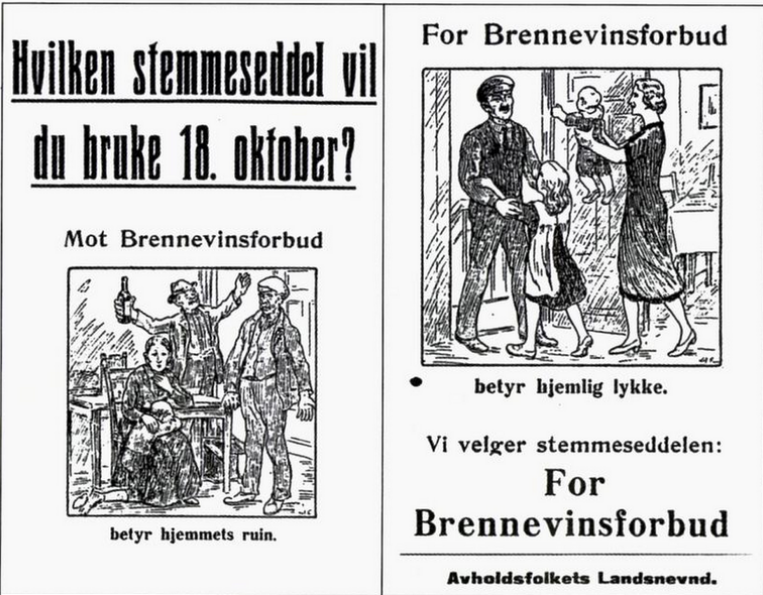 Hvilken stemmeseddel vil
du bruke 18. oktober?
Mot Brennevinsforbud
betyr hjemmets ruin.
For Brennevinsforbud
betyr hjemlig lykke.
Vi velger stemmeseddelen:
For
Brennevinsforbud
Avholdsfolkets Landsnevnd.